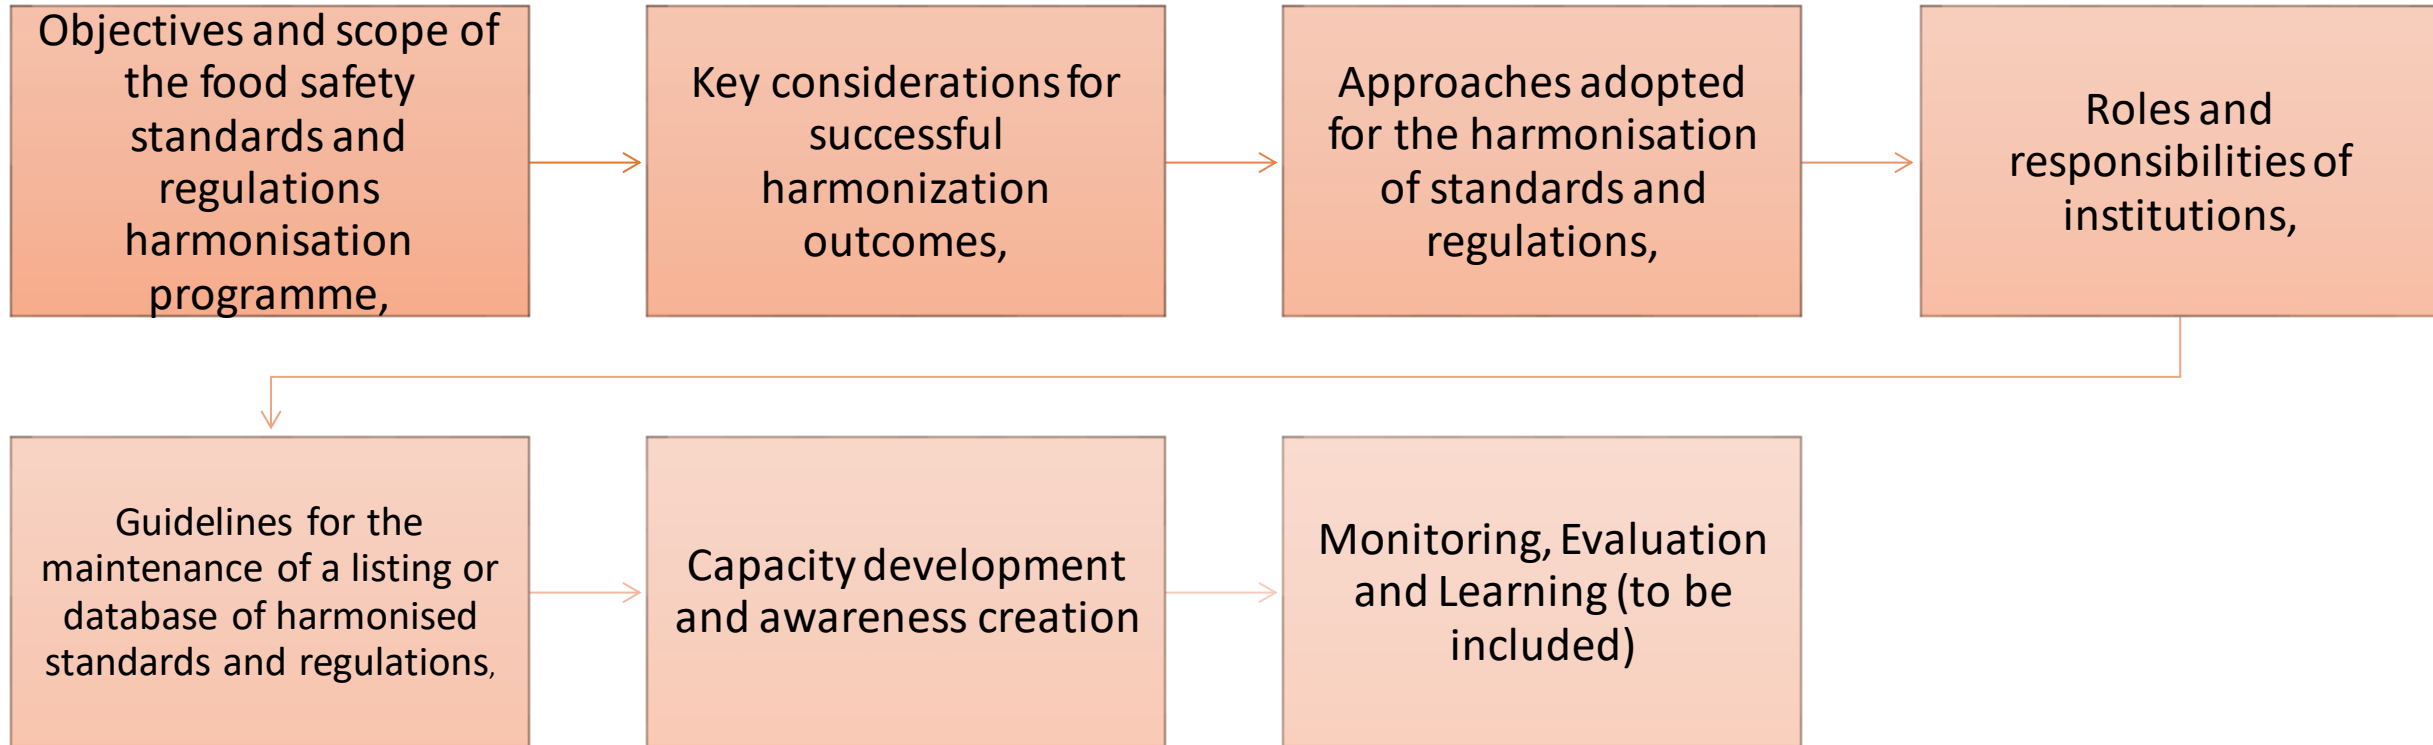 Objectives and scope of
the food safety
standards and
regulations
harmonisation
programme,
Key considerations for
successful
harmonization
outcomes,
Approaches adopted
for the harmonisation
of standards and
regulations,
Roles and
responsibilities of
institutions,
Guidelines for the
maintenance of a listing or
database of harmonised
standards and regulations,
Capacity development
and awareness creation
Monitoring, Evaluation
and Learning (to be
included)